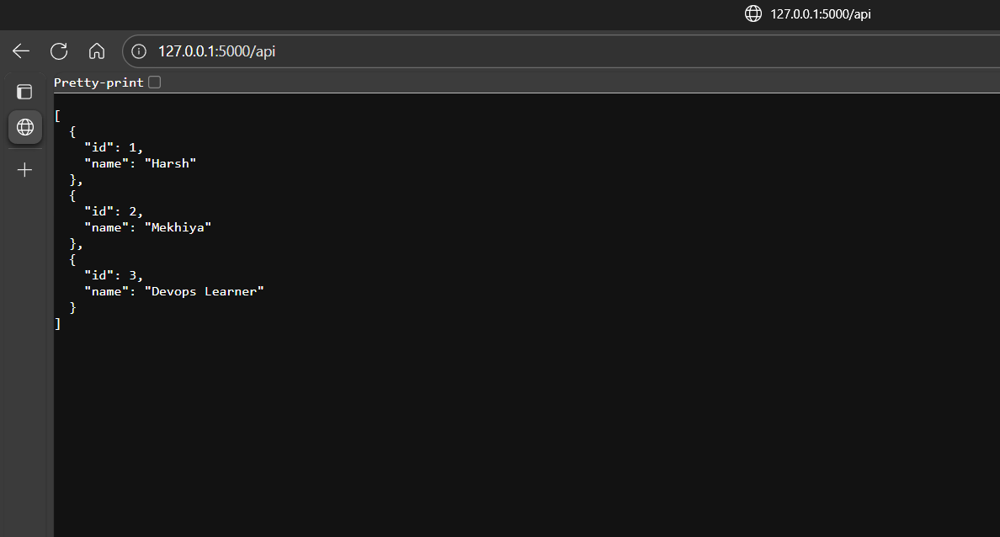 127.0.0.1:5000/api
127.0.0.1:5000/api
Pretty-print
[
  {
    "id": 1,
    "name": "Harsh"
  },
  {
    "id": 2,
    "name": "Mekhiya"
  },
  {
    "id": 3,
    "name": "Devops Learner"
  }
]